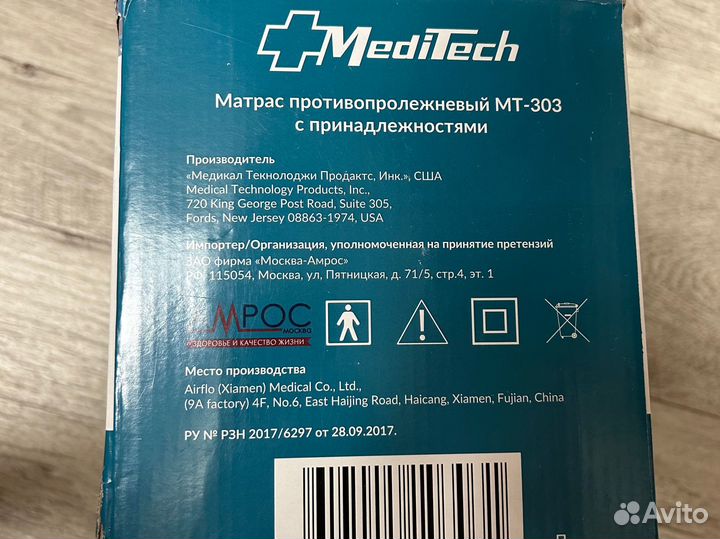 MediTech
Матрас противопролежневый МТ-303
с принадлежностями
Производитель
«Медикал Текнолоджи Продактс, Инк.», США
Medical Technology Products, Inc.,
720 King George Post Road, Suite 305,
Fords, New Jersey 08863-1974, USA
Импортер/Организация, уполномоченная на принятие претензий
ЗАО фирма «Москва-Амрос»
РФ, 115054, Москва, ул, Пятницкая, д. 71/5, стр.4, эт. 1
АМРОС
МОСКВА
ЗДОРОВЬЕ И КАЧЕСТВО ЖИЗНИ
Место производства
Airflo (Xiamen) Medical Co., Ltd.,
(9A factory) 4F, No.6, East Haijing Road, Haicang, Xiamen, Fujian, China
РУ № РЗН 2017/6297 от 28.09.2017.
Avito